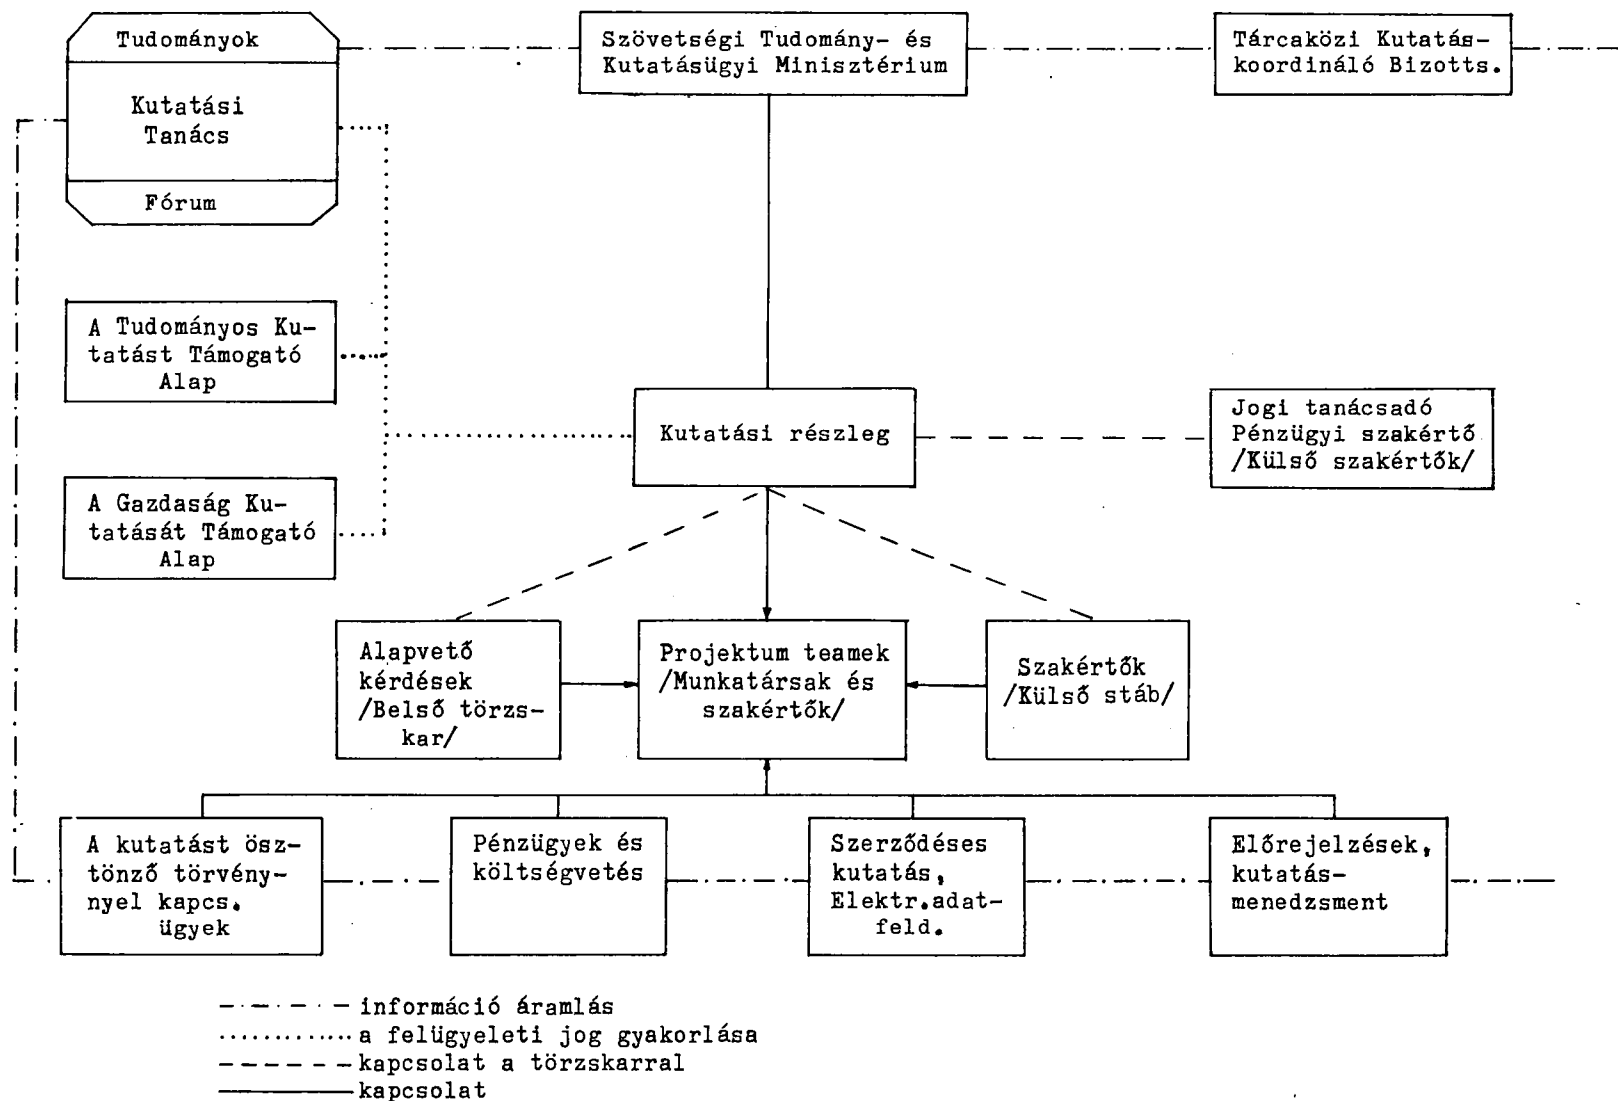 Tudományok
Kutatási
Tanács
Fórum
Szövetségi Tudomány- és
Kutatásügyi Minisztérium
Tárcaközi Kutatás-
koordináló Bizotts.
A Tudományos Ku-
tatást Támogató
Alap
A Gazdaság Ku-
tatását Támogató
Alap
Kutatási részleg
Jogi tanácsadó
Pénzügyi szakértő
/Külső szakértők/
Alapvető
kérdések
/Belső törzs-
kar/
Projektum teamek
/Munkatársak és
szakértők/
Szakértők
/Külső stáb/
A kutatást ösz-
tönző törvény-
nyel kapcs.
ügyek
Pénzügyek és
költségvetés
Szerződéses
kutatás,
Elektr.adat-
feld.
Előrejelzések,
kutatás-
menedzsment
információ áramlás
a felügyeleti jog gyakorlása
kapcsolat a törzskarral
kapcsolat